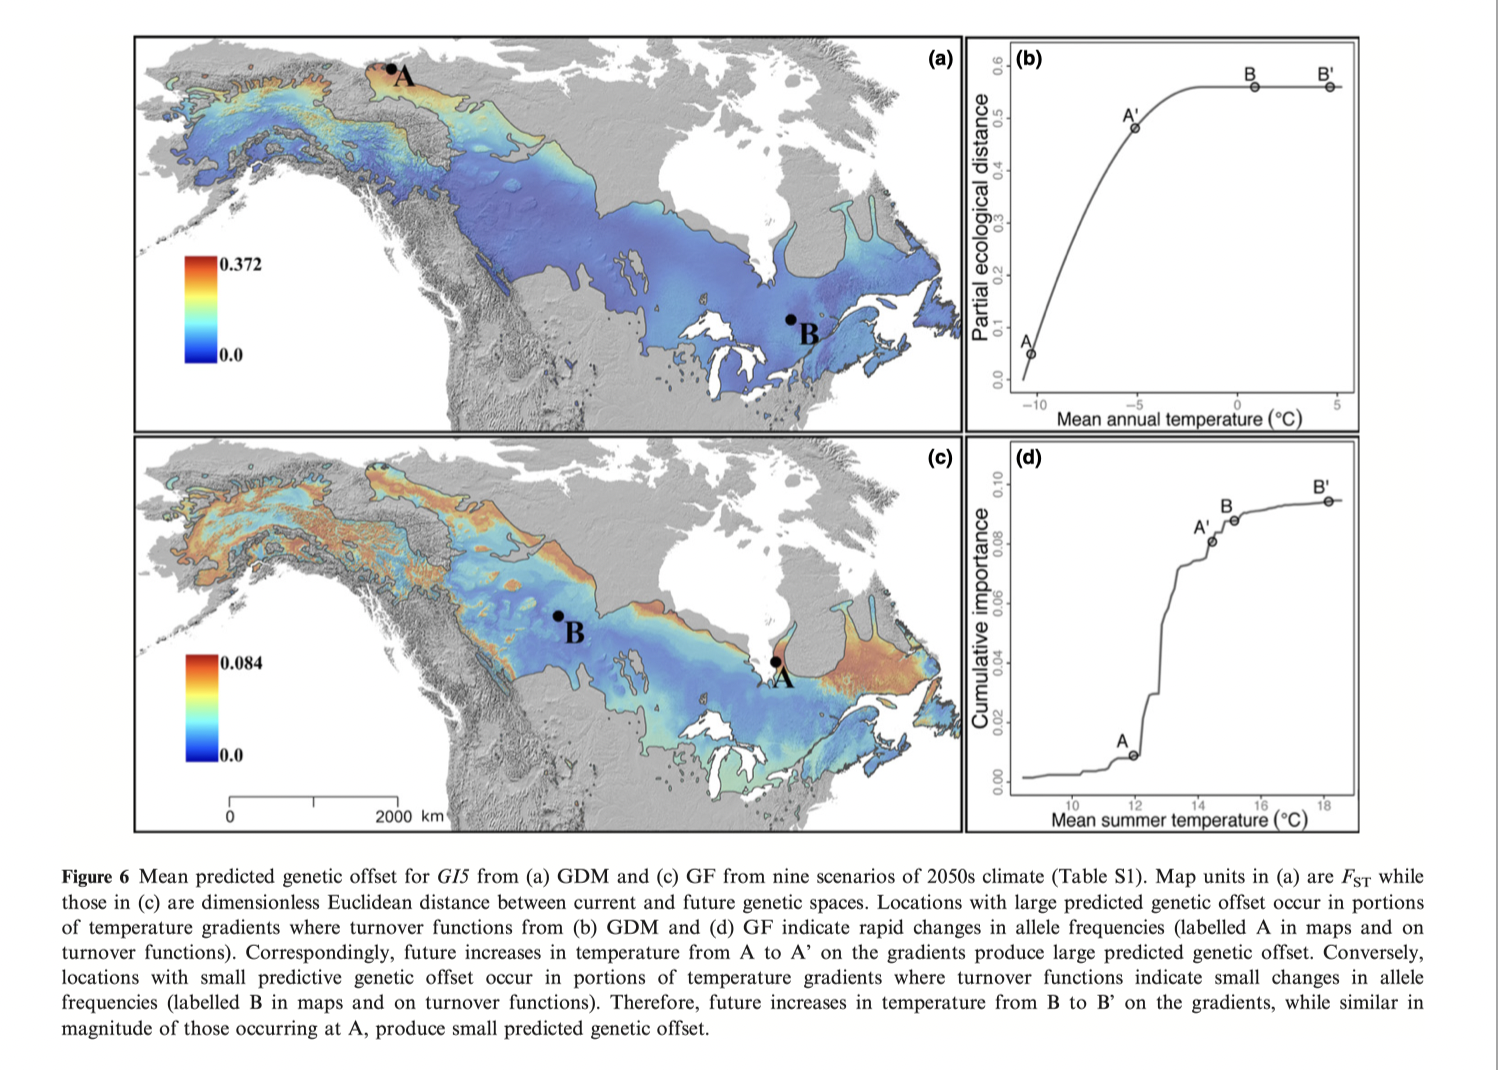 (a)
A
B
0.372
0.0
(b)
Partial ecological distance
0.6
0.5
0.4
0.3
0.2
0.1
0.0
A
A'
B
B'
−10
−5
0
5
Mean annual temperature (°C)
(c)
B
A
0.084
0.0
0
2000 km
(d)
Cumulative importance
0.10
0.08
0.06
0.04
0.02
0.00
A
A'
B
B'
10
12
14
16
18
Mean summer temperature (°C)
Figure 6 Mean predicted genetic offset for GI5 from (a) GDM and (c) GF from nine scenarios of 2050s climate (Table S1). Map units in (a) are FST while
those in (c) are dimensionless Euclidean distance between current and future genetic spaces. Locations with large predicted genetic offset occur in portions
of temperature gradients where turnover functions from (b) GDM and (d) GF indicate rapid changes in allele frequencies (labelled A in maps and on
turnover functions). Correspondingly, future increases in temperature from A to A’ on the gradients produce large predicted genetic offset. Conversely,
locations with small predictive genetic offset occur in portions of temperature gradients where turnover functions indicate small changes in allele
frequencies (labelled B in maps and on turnover functions). Therefore, future increases in temperature from B to B’ on the gradients, while similar in
magnitude of those occurring at A, produce small predicted genetic offset.